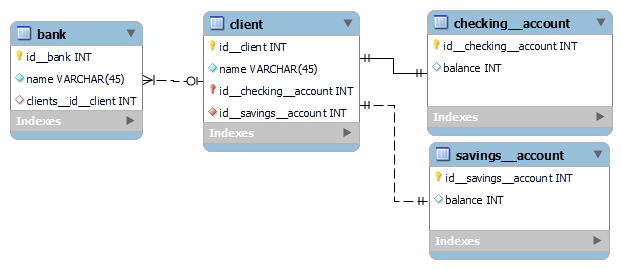 bank
id__bank INT
name VARCHAR(45)
clients__id__client INT
Indexes
client
id__client INT
name VARCHAR(45)
id__checking__account INT
id__savings__account INT
Indexes
checking__account
id__checking__account INT
balance INT
Indexes
savings__account
id__savings__account INT
balance INT
Indexes